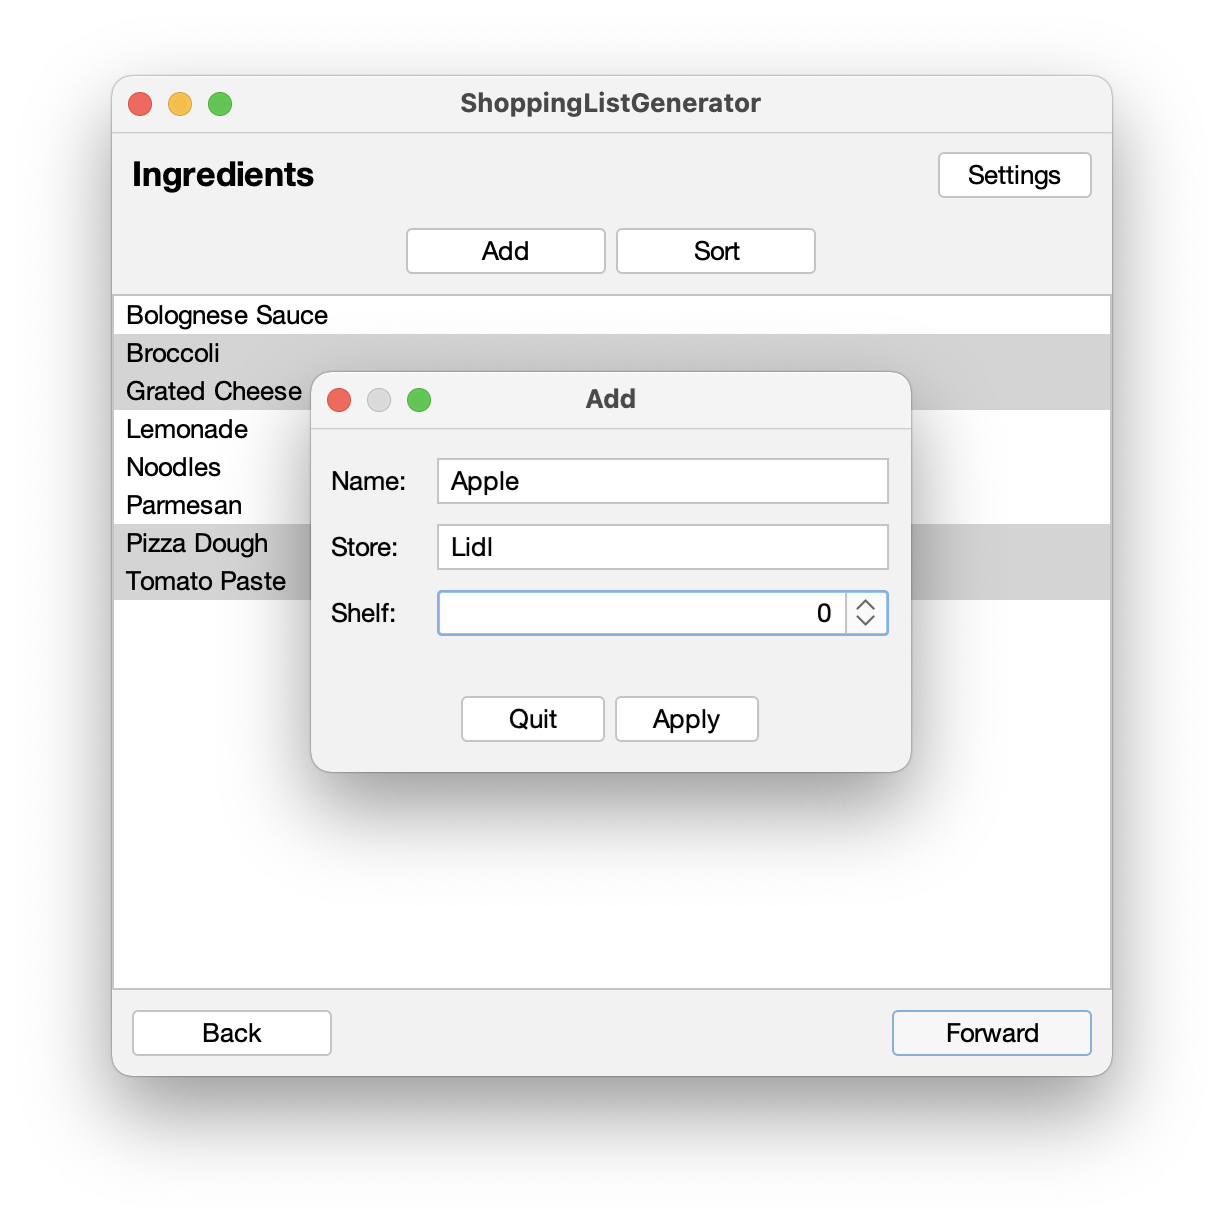 ShoppingListGenerator
Ingredients
Settings
Add
Sort
Bolognese Sauce
Broccoli
Grated Cheese
Lemonade
Noodles
Parmesan
Pizza Dough
Tomato Paste
Add
Name: Apple
Store: Lidl
Shelf: 0
Quit
Apply
Back
Forward